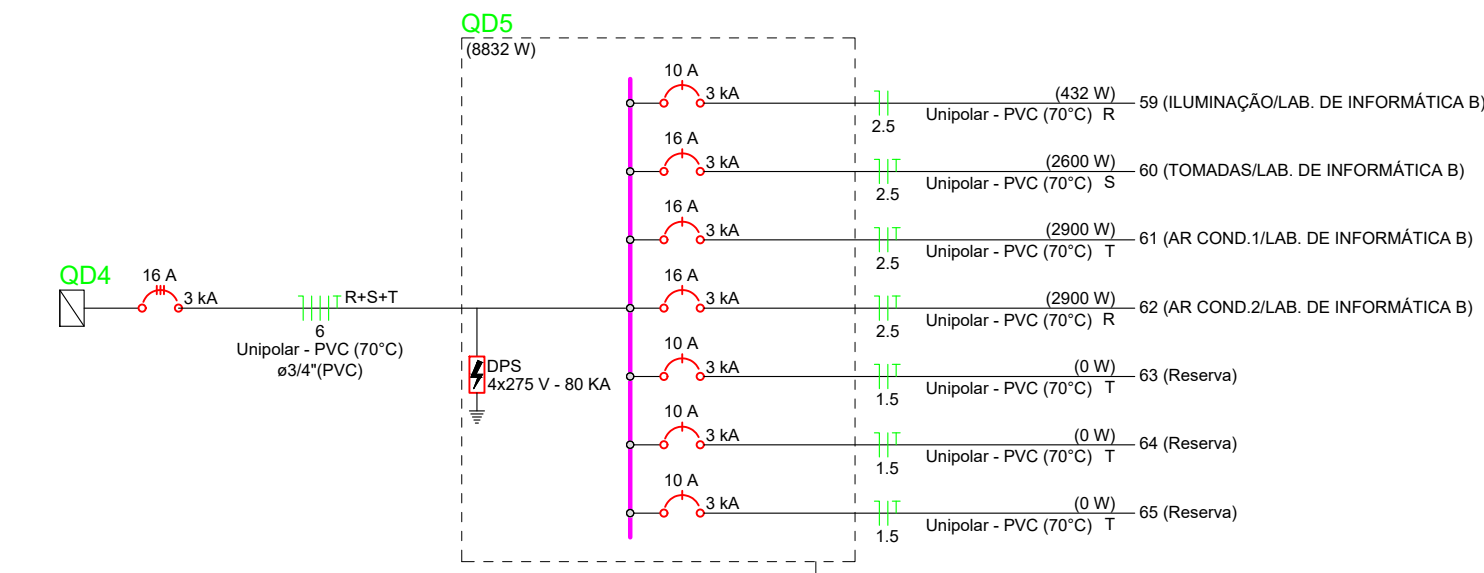 QD5
(8832 W)
10 A
3 kA
2.5
(432 W)
Unipolar - PVC (70°C) R
59 (ILUMINAÇÃO/LAB. DE INFORMÁTICA B)
16 A
3 kA
2.5
(2600 W)
Unipolar - PVC (70°C) S
60 (TOMADAS/LAB. DE INFORMÁTICA B)
16 A
3 kA
2.5
(2900 W)
Unipolar - PVC (70°C) T
61 (AR COND.1/LAB. DE INFORMÁTICA B)
QD4
16 A
3 kA
R+S+T
6
Unipolar - PVC (70°C)
ø3/4"(PVC)
16 A
3 kA
2.5
(2900 W)
Unipolar - PVC (70°C) R
62 (AR COND.2/LAB. DE INFORMÁTICA B)
DPS
4x275 V - 80 KA
10 A
3 kA
1.5
(0 W)
Unipolar - PVC (70°C) T
63 (Reserva)
10 A
3 kA
1.5
(0 W)
Unipolar - PVC (70°C) T
64 (Reserva)
10 A
3 kA
1.5
(0 W)
Unipolar - PVC (70°C) T
65 (Reserva)